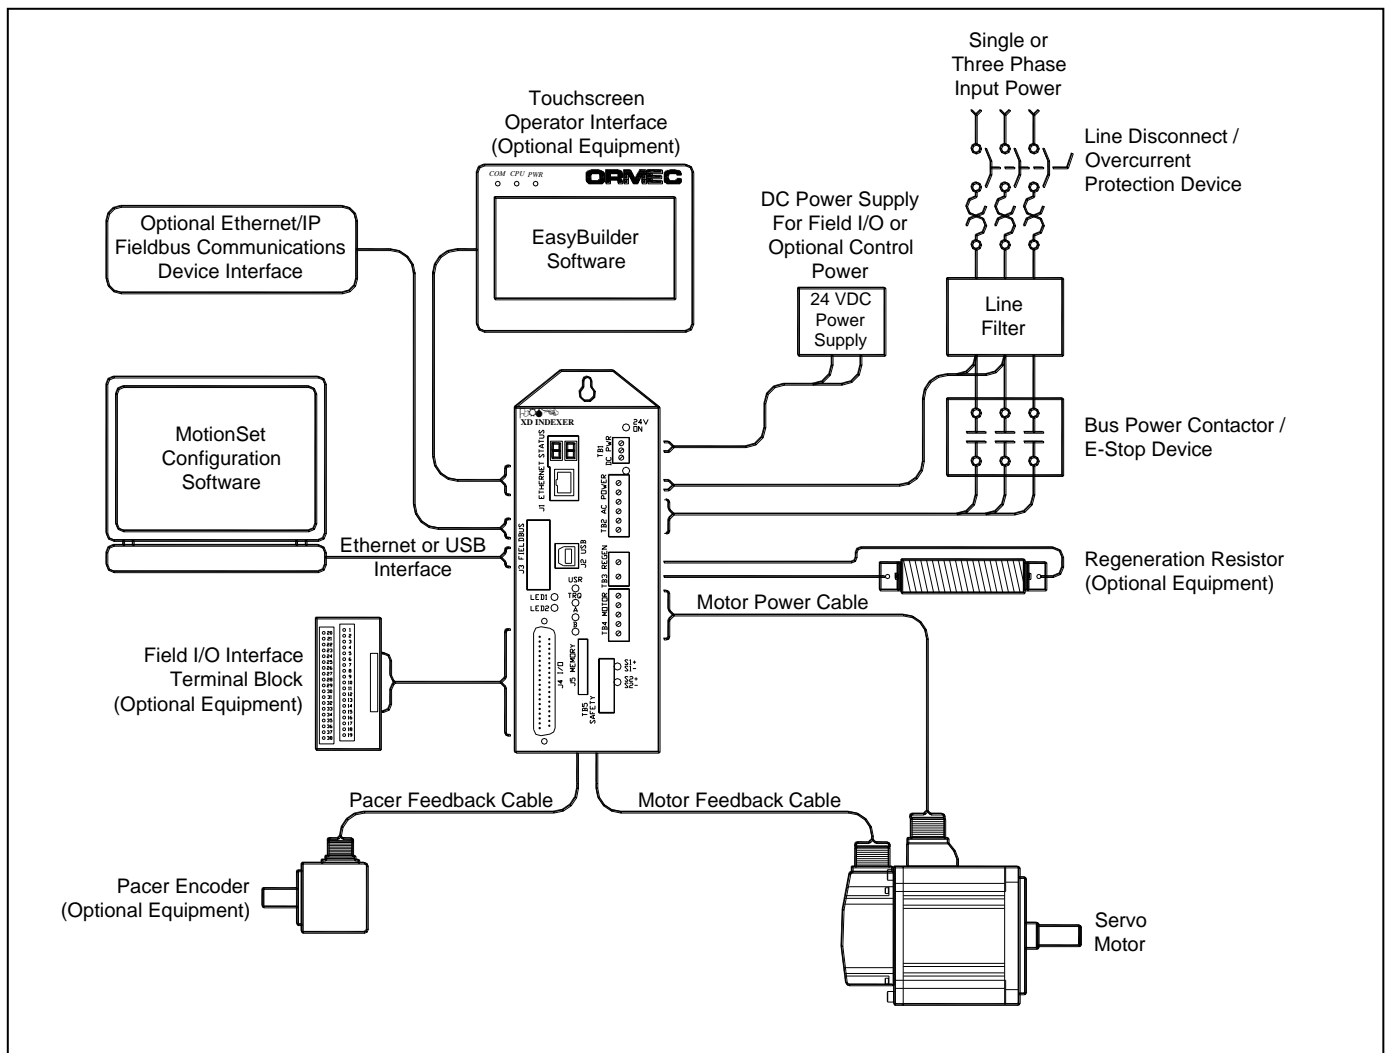 Single or
Three Phase
Input Power
Line Disconnect /
Overcurrent
Protection Device
Touchscreen
Operator Interface
(Optional Equipment)
COM CPU PWR
ORMEC
EasyBuilder
Software
DC Power Supply
For Field I/O or
Optional Control
Power
24 VDC
Power
Supply
Line
Filter
Optional Ethernet/IP
Fieldbus Communications
Device Interface
MotionSet
Configuration
Software
Bus Power Contactor /
E-Stop Device
XD INDEXER
24V
ON
STATUS
J1 ETHERNET
TB1
DC PWR
TB2 AC POWER
J3 FIELDBUS
J2 USB
TB3 REGEN
USR
TRQ
A
B
LED1
LED2
TB4 MOTOR
J4 I/O
J5 MEMORY
TB5
SAFETY
Ethernet or USB
Interface
Regeneration Resistor
(Optional Equipment)
Motor Power Cable
Field I/O Interface
Terminal Block
(Optional Equipment)
Pacer Feedback Cable
Motor Feedback Cable
Pacer Encoder
(Optional Equipment)
Servo
Motor